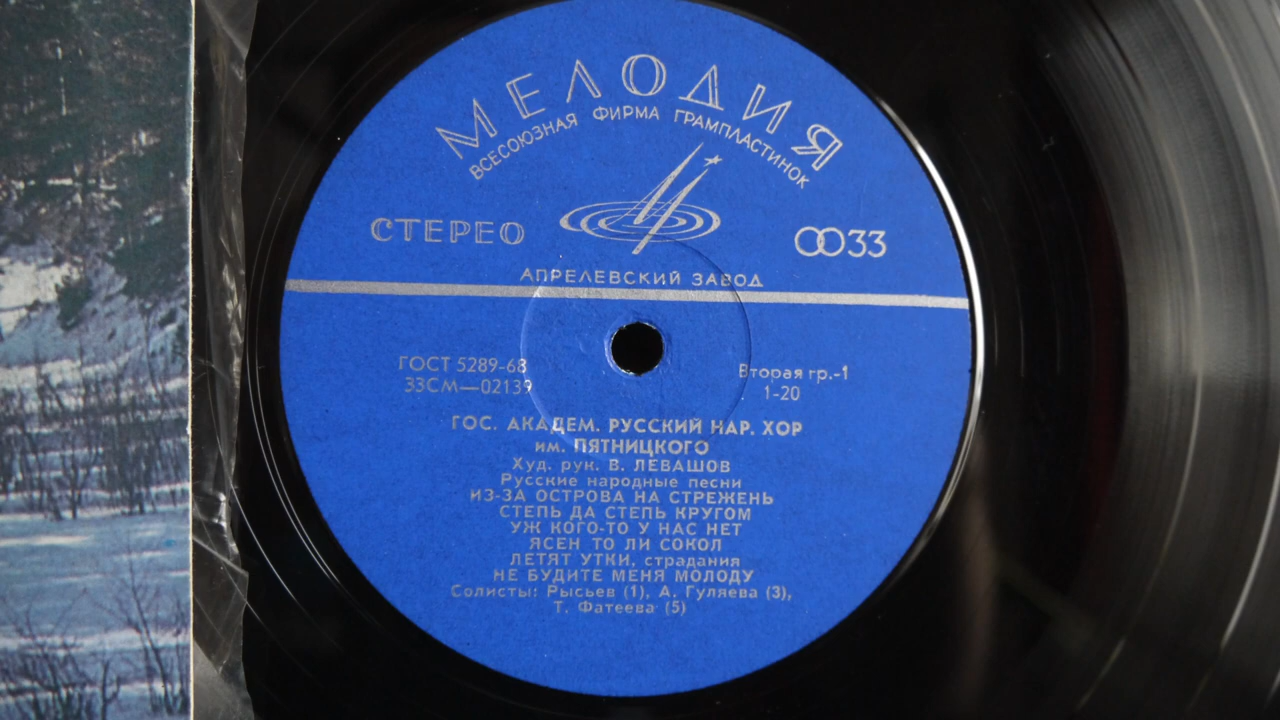 МЕЛОДИЯ
ВСЕСОЮЗНАЯ ФИРМА ГРАМПЛАСТИНОК
СТЕРЕО
33
АПРЕЛЕВСКИЙ ЗАВОД
ГОСТ 5289-68
Вторая гр.-1
33СМ—02139
1-20
ГОС. АКАДЕМ. РУССКИЙ НАР. ХОР
им. ПЯТНИЦКОГО
Худ. рук. В. ЛЕВАШОВ
Русские народные песни
ИЗ-ЗА ОСТРОВА НА СТРЕЖЕНЬ
СТЕПЬ ДА СТЕПЬ КРУГОМ
УЖ КОГО-ТО У НАС НЕТ
ЯСЕН ТО ЛИ СОКОЛ
ЛЕТЯТ УТКИ, страдания
НЕ БУДИТЕ МЕНЯ МОЛОДУ
Солисты: Рысьев (1), А. Гуляева (3),
Т. Фатеева (5)